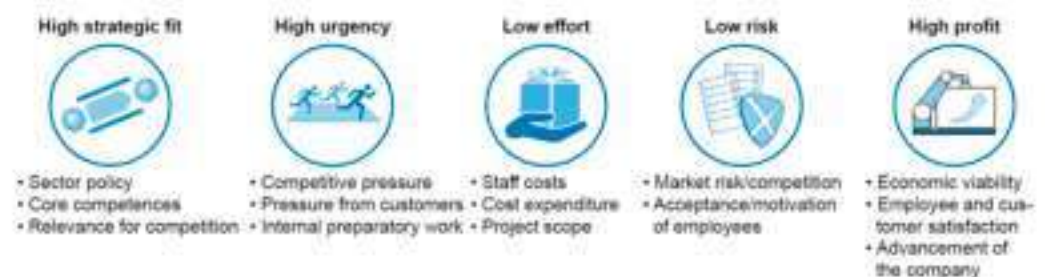 High strategic fit
• Sector policy
• Core competences
• Relevance for competition
High urgency
• Competitive pressure
• Pressure from customers
• Internal preparatory work
Low effort
• Staff costs
• Cost expenditure
• Project scope
Low risk
• Market risk/competition
• Acceptance/motivation
of employees
High profit
• Economic viability
• Employee and cus-
tomer satisfaction
• Advancement of
the company